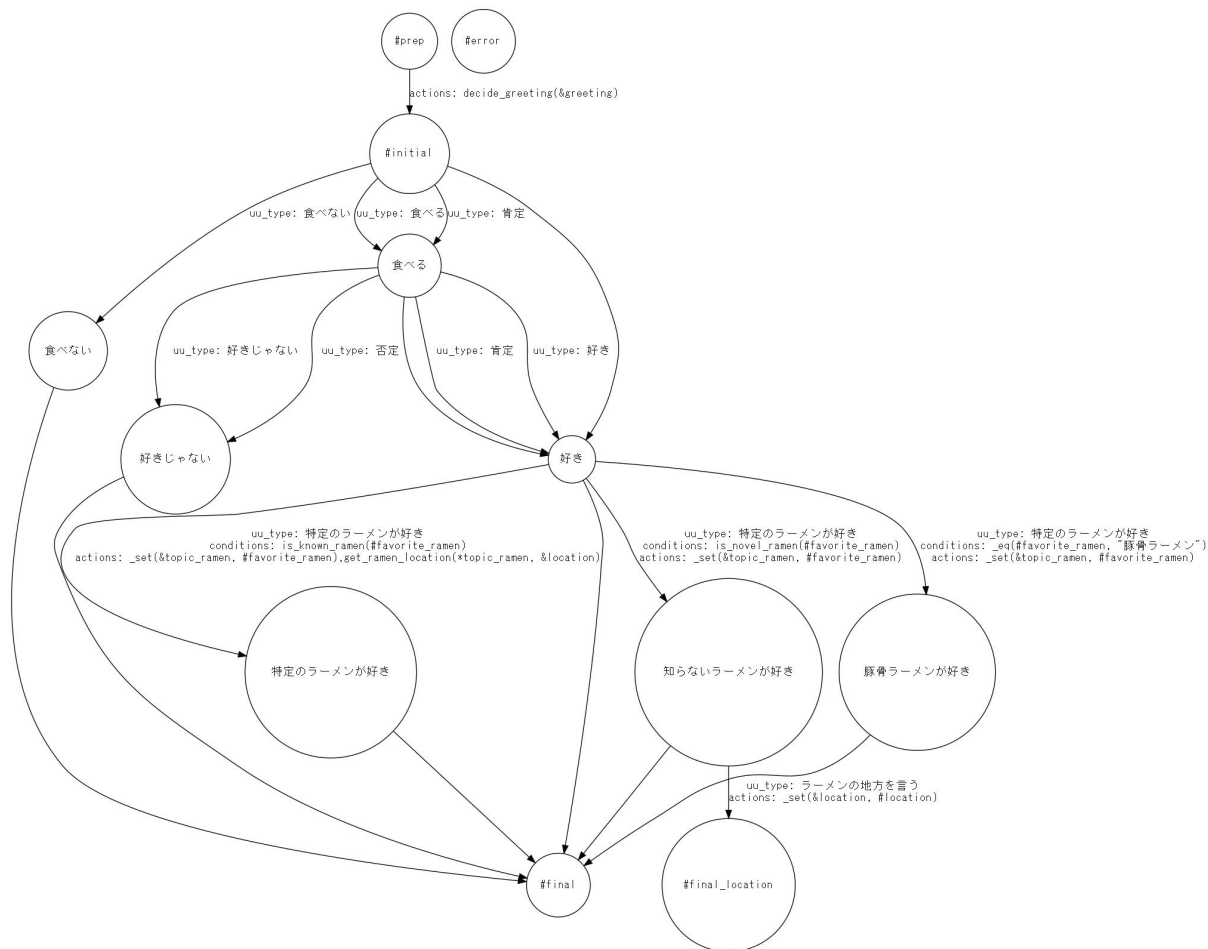 #prep
#error
actions: decide_greeting(&greeting)
#initial
uu_type: 食べない
uu_type: 食べる
uu_type: 肯定
食べる
食べない
uu_type: 好きじゃない
uu_type: 否定
uu_type: 肯定
uu_type: 好き
好きじゃない
好き
uu_type: 特定のラーメンが好き
conditions: is_known_ramen(#favorite_ramen)
actions: _set(&topic_ramen, #favorite_ramen),get_ramen_location(*topic_ramen, &location)
uu_type: 特定のラーメンが好き
conditions: is_novel_ramen(#favorite_ramen)
actions: _set(&topic_ramen, #favorite_ramen)
uu_type: 特定のラーメンが好き
conditions: _eq(#favorite_ramen, "豚骨ラーメン")
actions: _set(&topic_ramen, #favorite_ramen)
特定のラーメンが好き
知らないラーメンが好き
豚骨ラーメンが好き
uu_type: ラーメンの地方を言う
actions: _set(&location, #location)
#final
#final_location